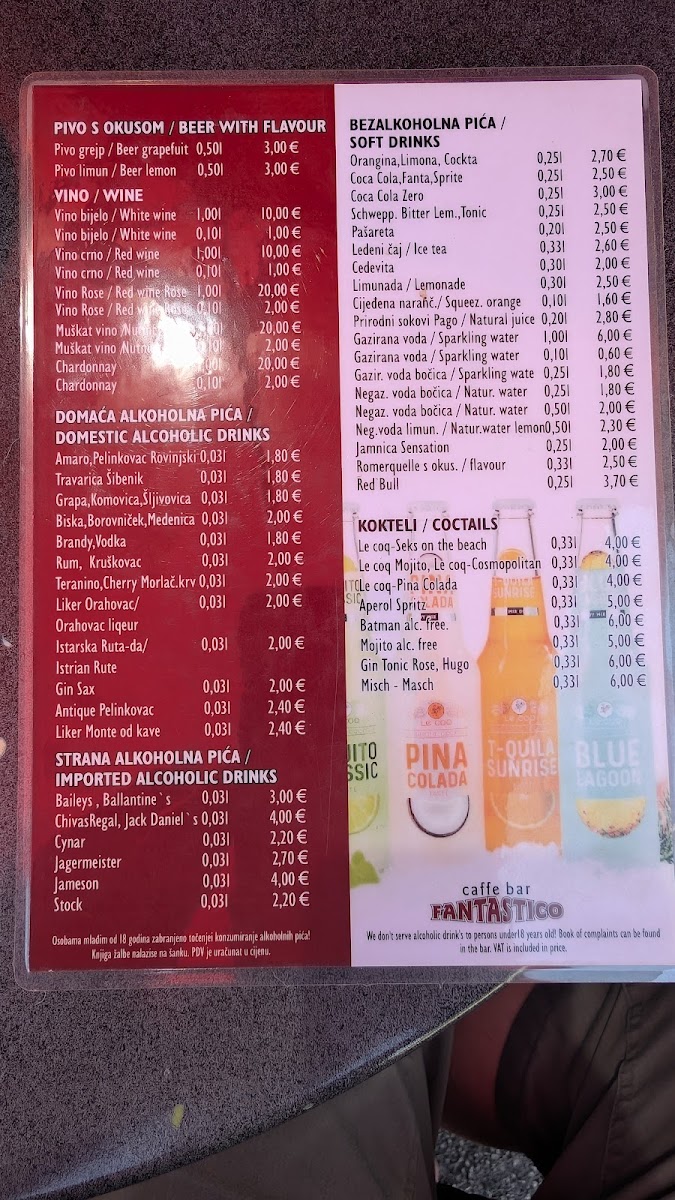 PIVO S OKUSOM / BEER WITH FLAVOUR
Pivo grejp / Beer grapefuit 0,50l 3,00 €
Pivo limun / Beer lemon 0,50l 3,00 €
VINO / WINE
Vino bijelo / White wine 1,00l 10,00 €
Vino bijelo / White wine 0,10l 1,00 €
Vino crno / Red wine 1,00l 10,00 €
Vino crno / Red wine 0,10l 1,00 €
Vino Rose / Red wine Rose 1,00l 20,00 €
Vino Rose / Red wine Rose 0,10l 2,00 €
Muškat vino 20,00 €
Muškat vino 2,00 €
Chardonnay 20,00 €
Chardonnay 0,10l 2,00 €
DOMAĆA ALKOHOLNA PIĆA /
DOMESTIC ALCOHOLIC DRINKS
Amaro,Pelinkovac Rovinjski 0,03l 1,80 €
Travarica Šibenik 0,03l 1,80 €
Grapa,Komovica,Šljivovica 0,03l 1,80 €
Biska,Borovniček,Medenica 0,03l 2,00 €
Brandy,Vodka 0,03l 1,80 €
Rum, Kruškovac 0,03l 2,00 €
Teranino,Cherry Morlač.krv 0,03l 2,00 €
Liker Orahovac/ 0,03l 2,00 €
Orahovac liqeur
Istarska Ruta-da/ 0,03l 2,00 €
Istrian Rute
Gin Sax 0,03l 2,00 €
Antique Pelinkovac 0,03l 2,40 €
Liker Monte od kave 0,03l 2,40 €
STRANA ALKOHOLNA PIĆA /
IMPORTED ALCOHOLIC DRINKS
Baileys , Ballantine`s 0,03l 3,00 €
ChivasRegal, Jack Daniel`s 0,03l 4,00 €
Cynar 0,03l 2,20 €
Jagermeister 0,03l 2,70 €
Jameson 0,03l 4,00 €
Stock 0,03l 2,20 €
Osobama mlađim od 18 godina zabranjeno točenjei konzumiranje alkoholnih pića!
Knjiga žalbe nalazise na šanku. PDV je uračunat u cijenu.
BEZALKOHOLNA PIĆA /
SOFT DRINKS
Orangina,Limona, Cockta 0,25l 2,70 €
Coca Cola,Fanta,Sprite 0,25l 2,50 €
Coca Cola Zero 0,25l 3,00 €
Schwepp. Bitter Lem.,Tonic 0,25l 2,50 €
Pašareta 0,20l 2,50 €
Ledeni čaj / Ice tea 0,33l 2,60 €
Cedevita 0,30l 2,00 €
Limunada / Lemonade 0,30l 2,50 €
Cijeđena naranč./ Squeez. orange 0,10l 1,60 €
Prirodni sokovi Pago / Natural juice 0,20l 2,80 €
Gazirana voda / Sparkling water 1,00l 6,00 €
Gazirana voda / Sparkling water 0,10l 0,60 €
Gazir. voda bočica / Sparkling wate 0,25l 1,80 €
Negaz. voda bočica / Natur. water 0,25l 1,80 €
Negaz. voda bočica / Natur. water 0,50l 2,00 €
Neg.voda limun. / Natur.water lemon0,50l 2,30 €
Jamnica Sensation 0,25l 2,00 €
Romerquelle s okus. / flavour 0,33l 2,50 €
Red Bull 0,25l 3,70 €
KOKTELI / COCTAILS
Le coq-Seks on the beach 0,33l 4,00 €
Le coq Mojito, Le coq-Cosmopolitan 0,33l 4,00 €
Le coq-Pina Colada 0,33l 4,00 €
Aperol Spritz 0,33l 5,00 €
Batman alc. free. 0,33l 6,00 €
Mojito alc. free 0,33l 5,00 €
Gin Tonic Rose, Hugo 0,33l 6,00 €
Misch - Masch 0,33l 6,00 €
COLADA
SUNRISE
LE COQ
PINA
COLADA
T-QUILA
SUNRISE
BLUE
LAGOON
caffe bar
FANTASTICO
We don't serve alcoholic drink's to persons under18 years old! Book of complaints can be found
in the bar. VAT is included in price.